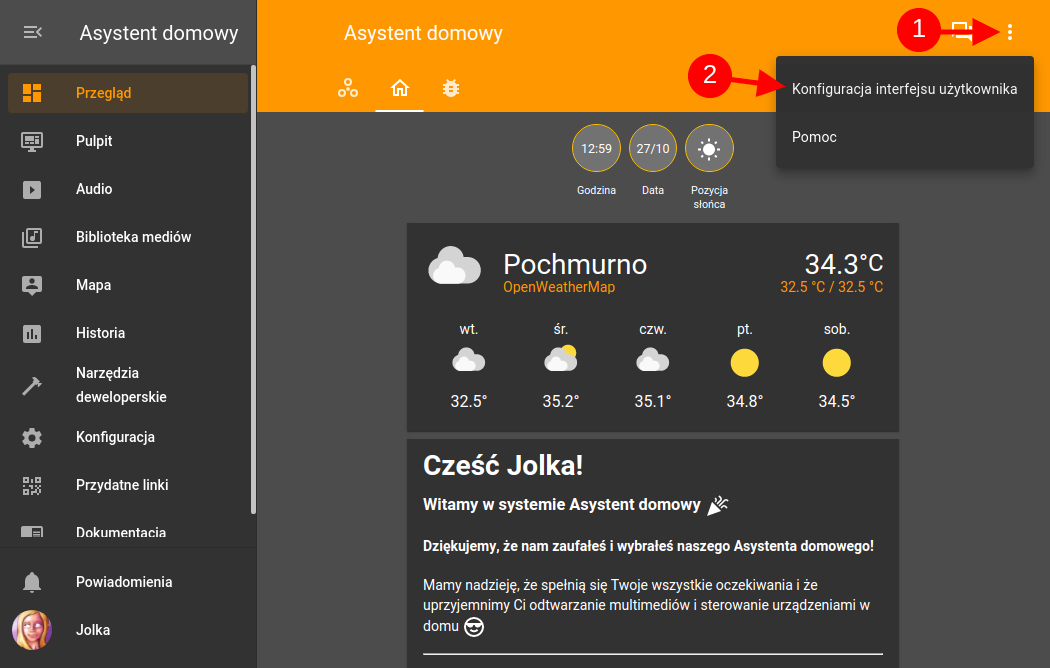 Asystent domowy
Przegląd
Pulpit
Audio
Biblioteka mediów
Mapa
Historia
Narzędzia
deweloperskie
Konfiguracja
Przydatne linki
Dokumentacja
Powiadomienia
Jolka
Asystent domowy
1
2
Konfiguracja interfejsu użytkownika
Pomoc
12:59
27/10
Godzina
Data
Pozycja
słońca
Pochmurno
34.3°C
OpenWeatherMap
32.5 °C / 32.5 °C
wt.
śr.
czw.
pt.
sob.
32.5°
35.2°
35.1°
34.8°
34.5°
Cześć Jolka!
Witamy w systemie Asystent domowy
Dziękujemy, że nam zaufałeś i wybrałeś naszego Asystenta domowego!
Mamy nadzieję, że spełnią się Twoje wszystkie oczekiwania i że
uprzyjemnimy Ci odtwarzanie multimediów i sterowanie urządzeniami w
domu